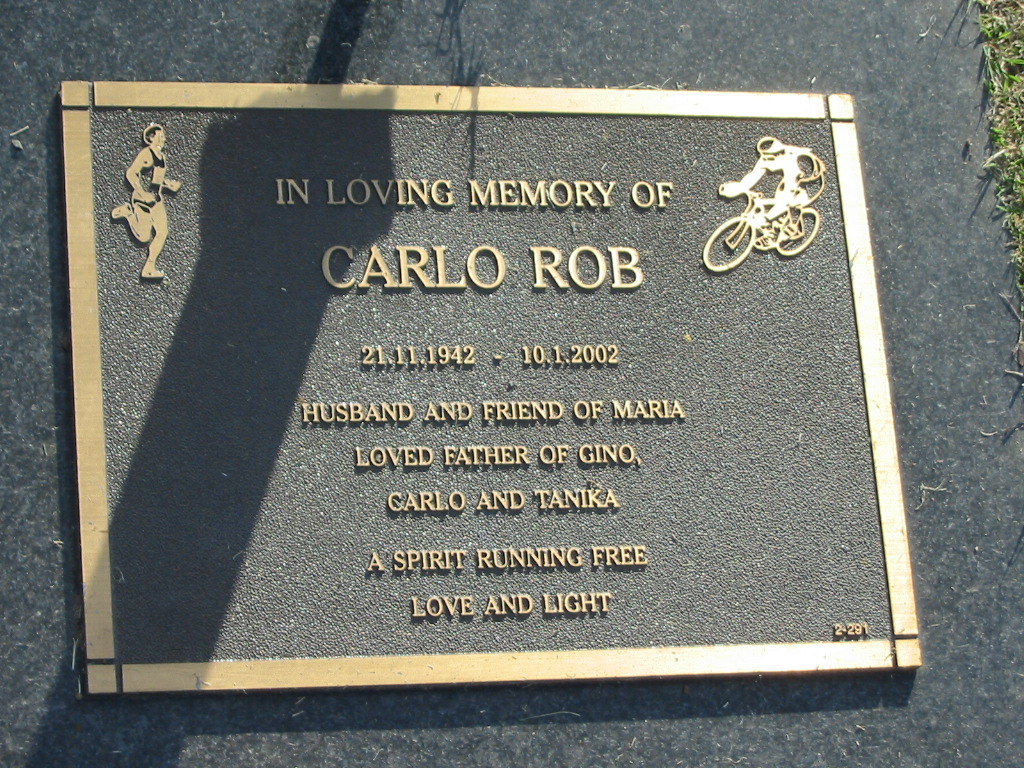 IN LOVING MEMORY OF
CARLO ROB
21.11.1942 - 10.1.2002
HUSBAND AND FRIEND OF MARIA
LOVED FATHER OF GINO,
CARLO AND TANIKA
A SPIRIT RUNNING FREE
LOVE AND LIGHT
2-291